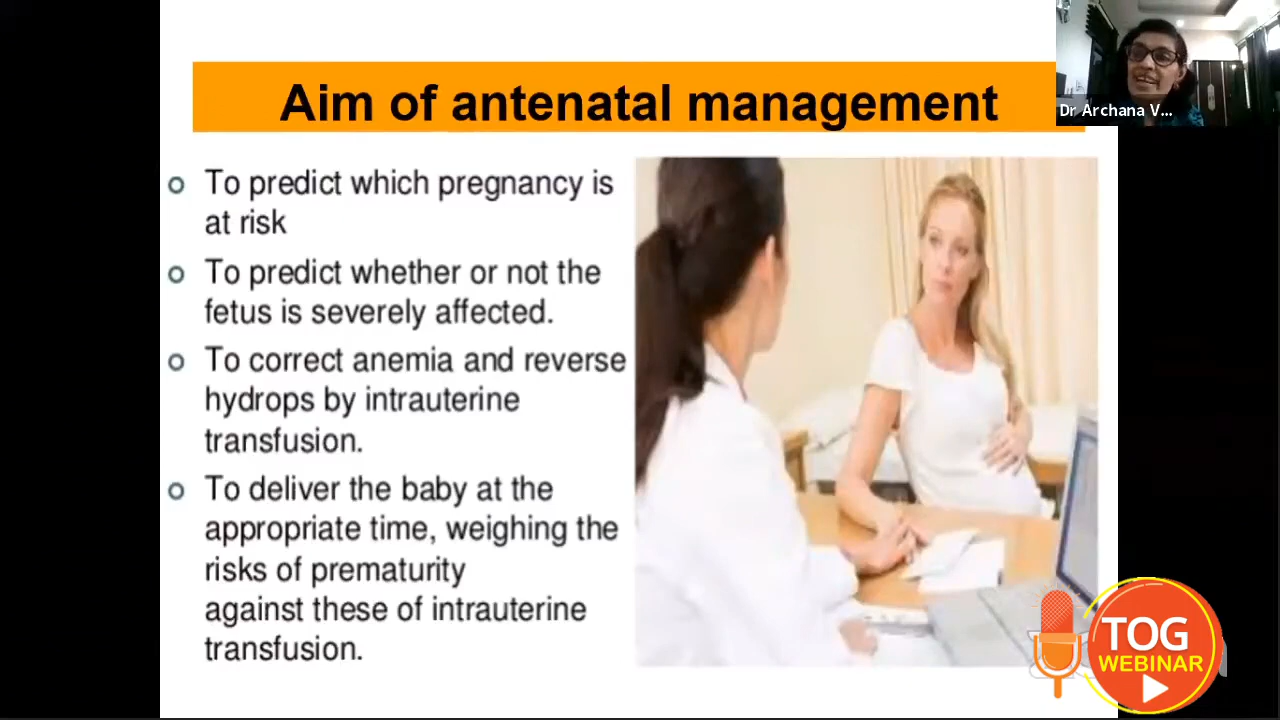 Aim of antenatal management
Dr Archana V...
To predict which pregnancy is
at risk
To predict whether or not the
fetus is severely affected.
To correct anemia and reverse
hydrops by intrauterine
transfusion.
To deliver the baby at the
appropriate time, weighing the
risks of prematurity
against these of intrauterine
transfusion.
TOG
WEBINAR